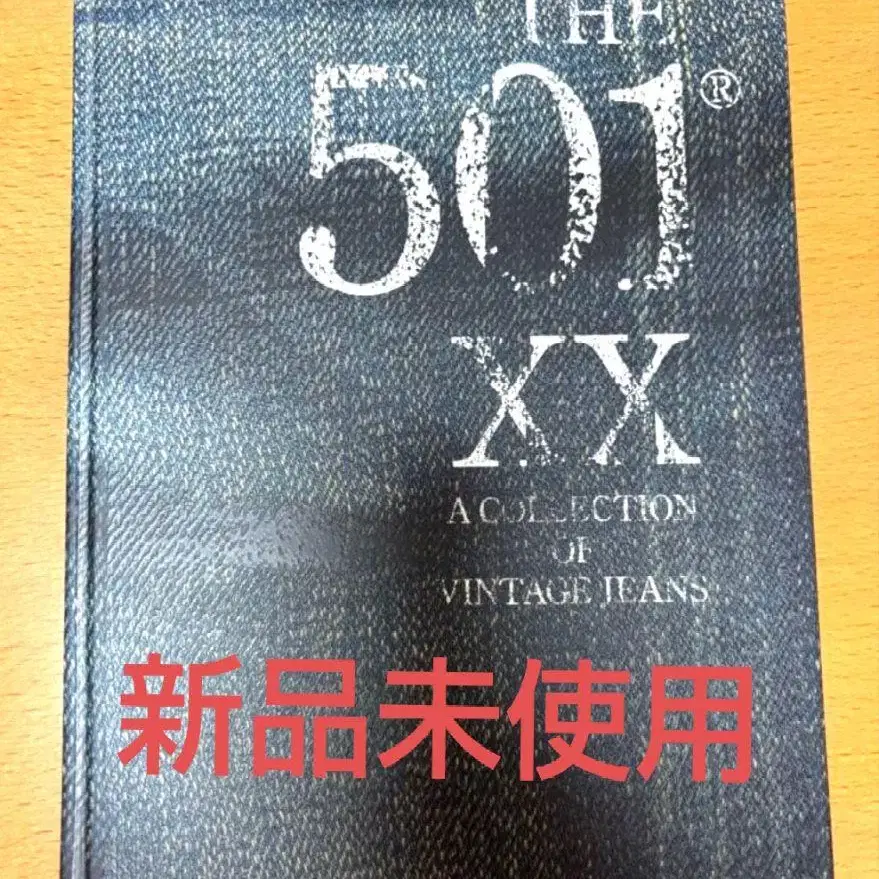 THE
501®
XX
A COLLECTION
OF
VINTAGE JEANS
新品未使用